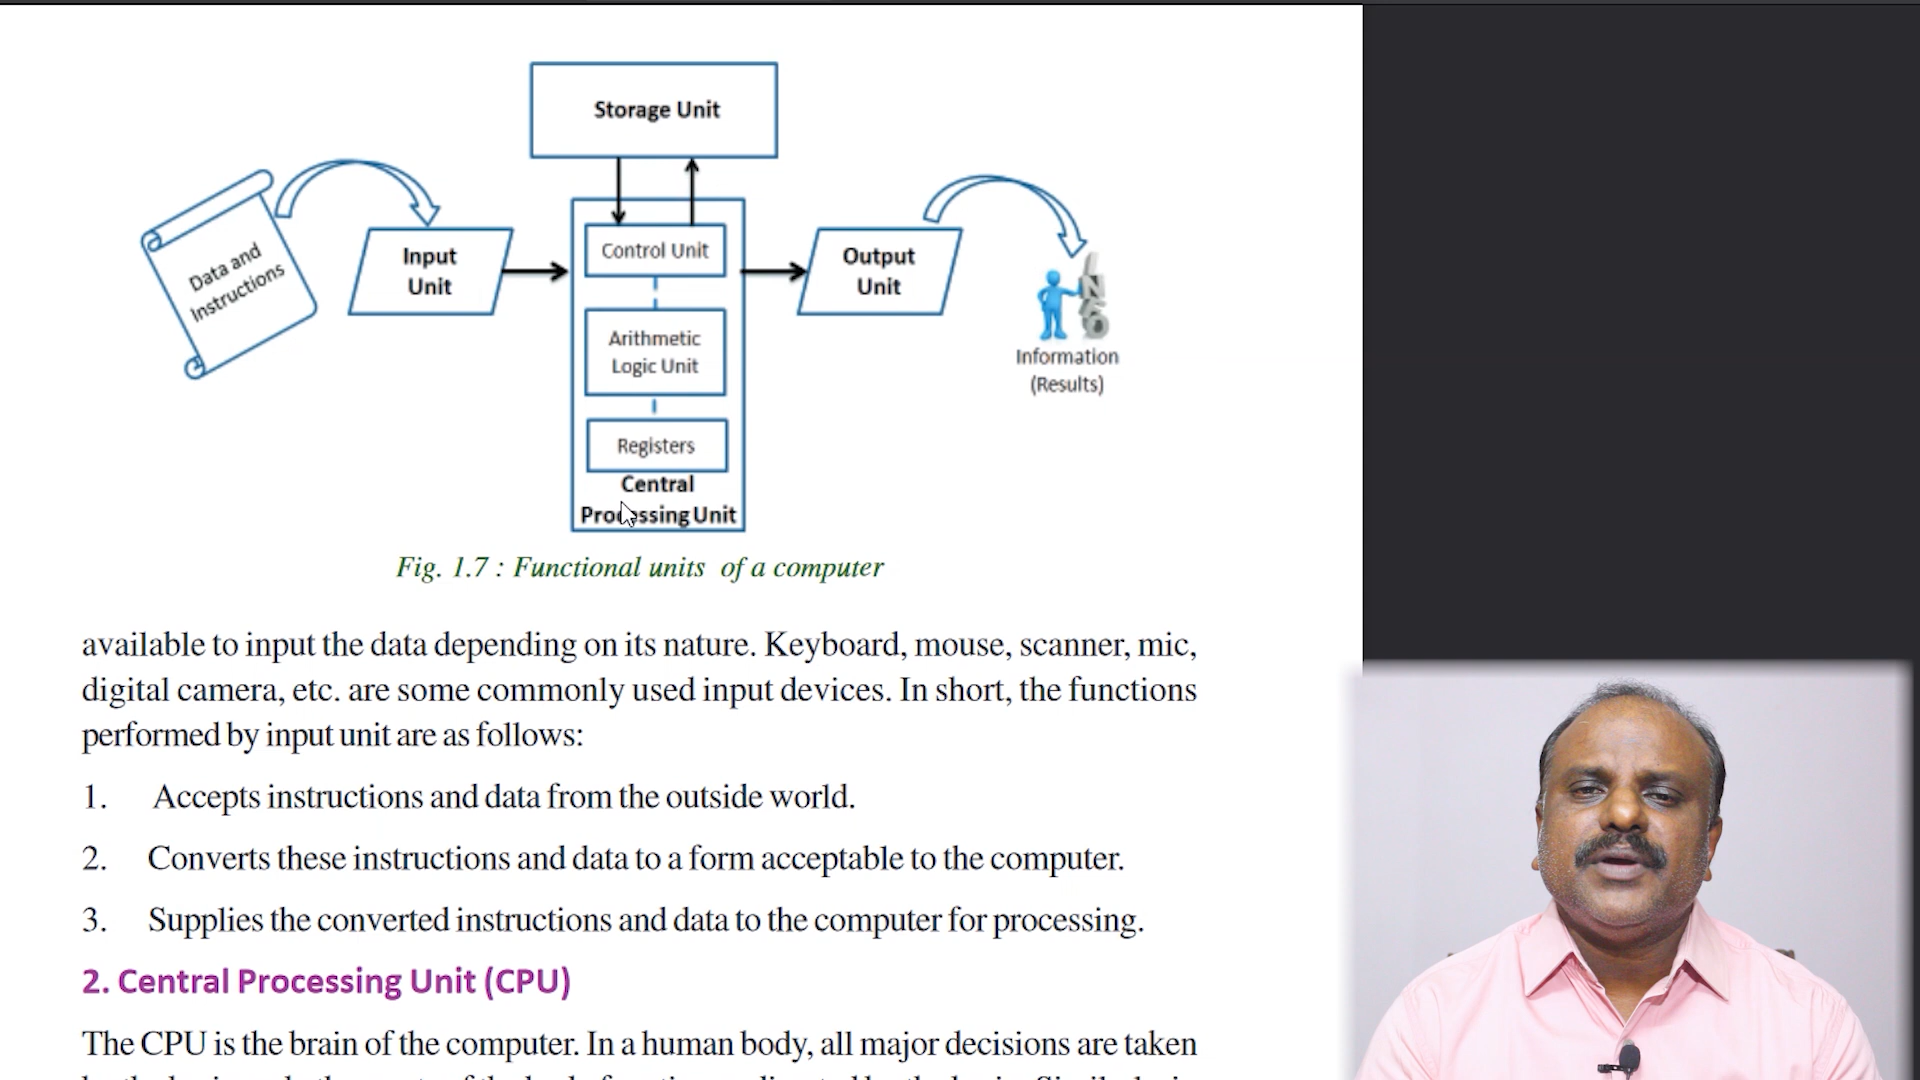 Storage Unit
Data and
Instructions
Input
Unit
Control Unit
Arithmetic
Logic Unit
Registers
Central
Processing Unit
Output
Unit
INFO
Information
(Results)
Fig. 1.7 : Functional units of a computer
available to input the data depending on its nature. Keyboard, mouse, scanner, mic,
digital camera, etc. are some commonly used input devices. In short, the functions
performed by input unit are as follows:
1. Accepts instructions and data from the outside world.
2. Converts these instructions and data to a form acceptable to the computer.
3. Supplies the converted instructions and data to the computer for processing.
2. Central Processing Unit (CPU)
The CPU is the brain of the computer. In a human body, all major decisions are taken